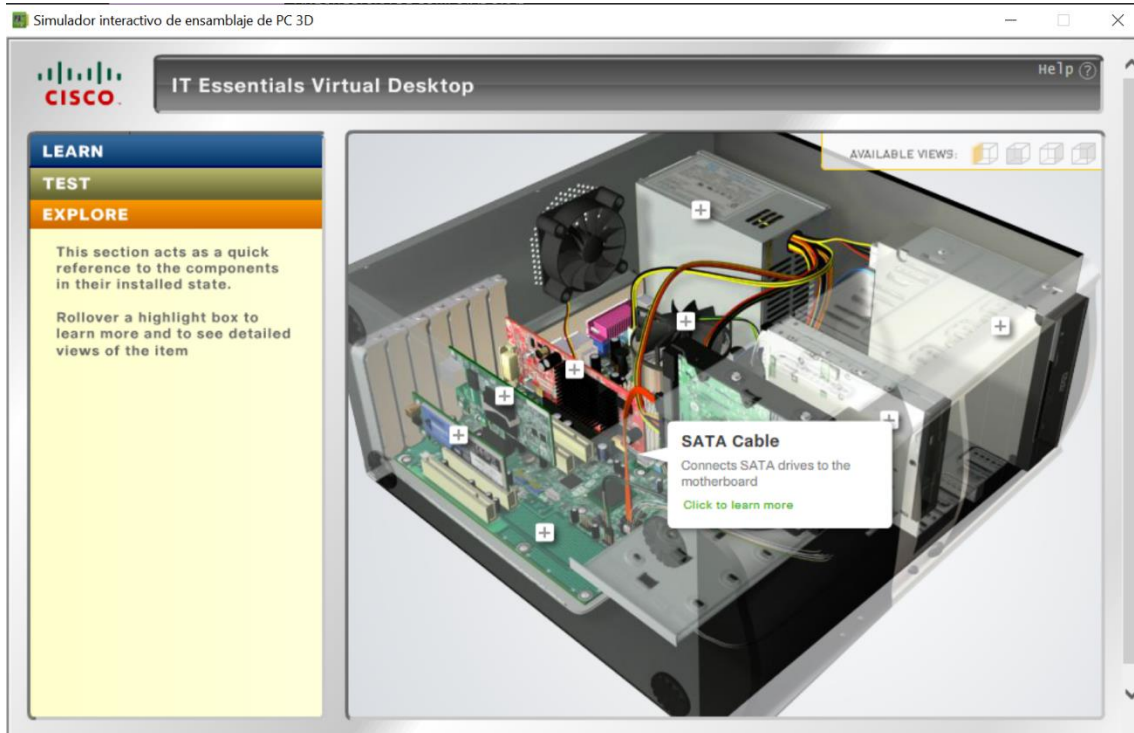 Simulador interactivo de ensamblaje de PC 3D
CISCO
IT Essentials Virtual Desktop
Help ?
LEARN
TEST
EXPLORE
This section acts as a quick
reference to the components
in their installed state.
Rollover a highlight box to
learn more and to see detailed
views of the item
AVAILABLE VIEWS:
SATA Cable
Connects SATA drives to the
motherboard
Click to learn more